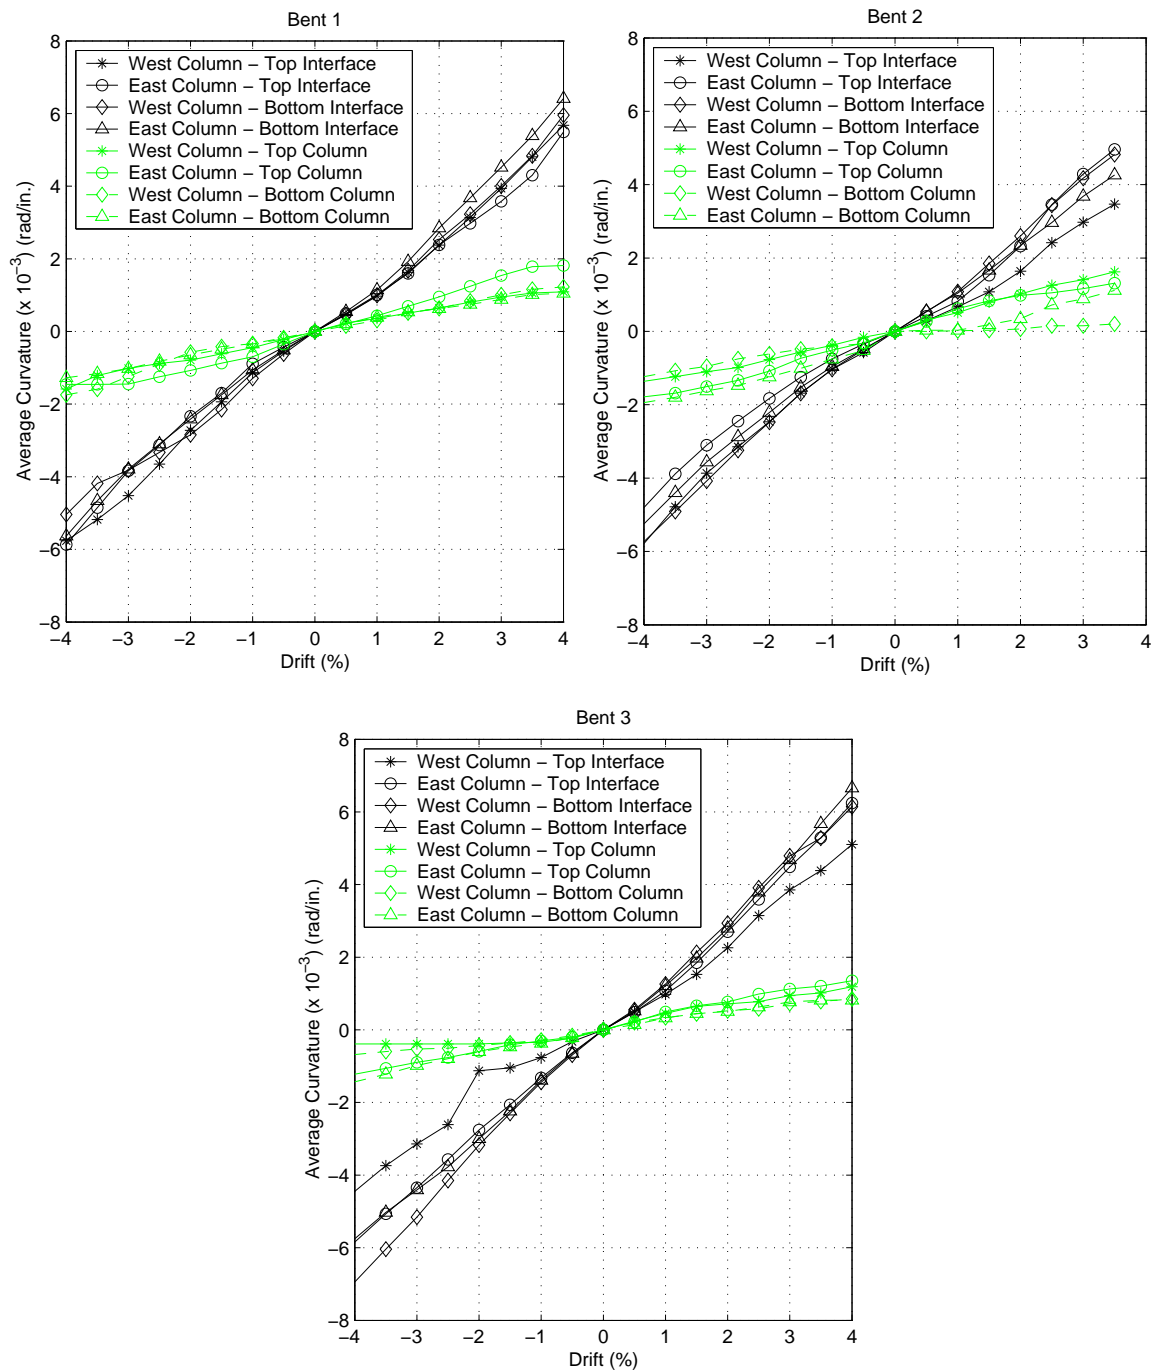 Bent 1
Average Curvature (x 10⁻³) (rad/in.)
8
6
4
2
0
−2
−4
−6
−8
West Column − Top Interface
East Column − Top Interface
West Column − Bottom Interface
East Column − Bottom Interface
West Column − Top Column
East Column − Top Column
West Column − Bottom Column
East Column − Bottom Column
−4 −3 −2 −1 0 1 2 3 4
Drift (%)
Bent 2
Average Curvature (x 10⁻³) (rad/in.)
8
6
4
2
0
−2
−4
−6
−8
West Column − Top Interface
East Column − Top Interface
West Column − Bottom Interface
East Column − Bottom Interface
West Column − Top Column
East Column − Top Column
West Column − Bottom Column
East Column − Bottom Column
−4 −3 −2 −1 0 1 2 3 4
Drift (%)
Bent 3
Average Curvature (x 10⁻³) (rad/in.)
8
6
4
2
0
−2
−4
−6
−8
West Column − Top Interface
East Column − Top Interface
West Column − Bottom Interface
East Column − Bottom Interface
West Column − Top Column
East Column − Top Column
West Column − Bottom Column
East Column − Bottom Column
−4 −3 −2 −1 0 1 2 3 4
Drift (%)